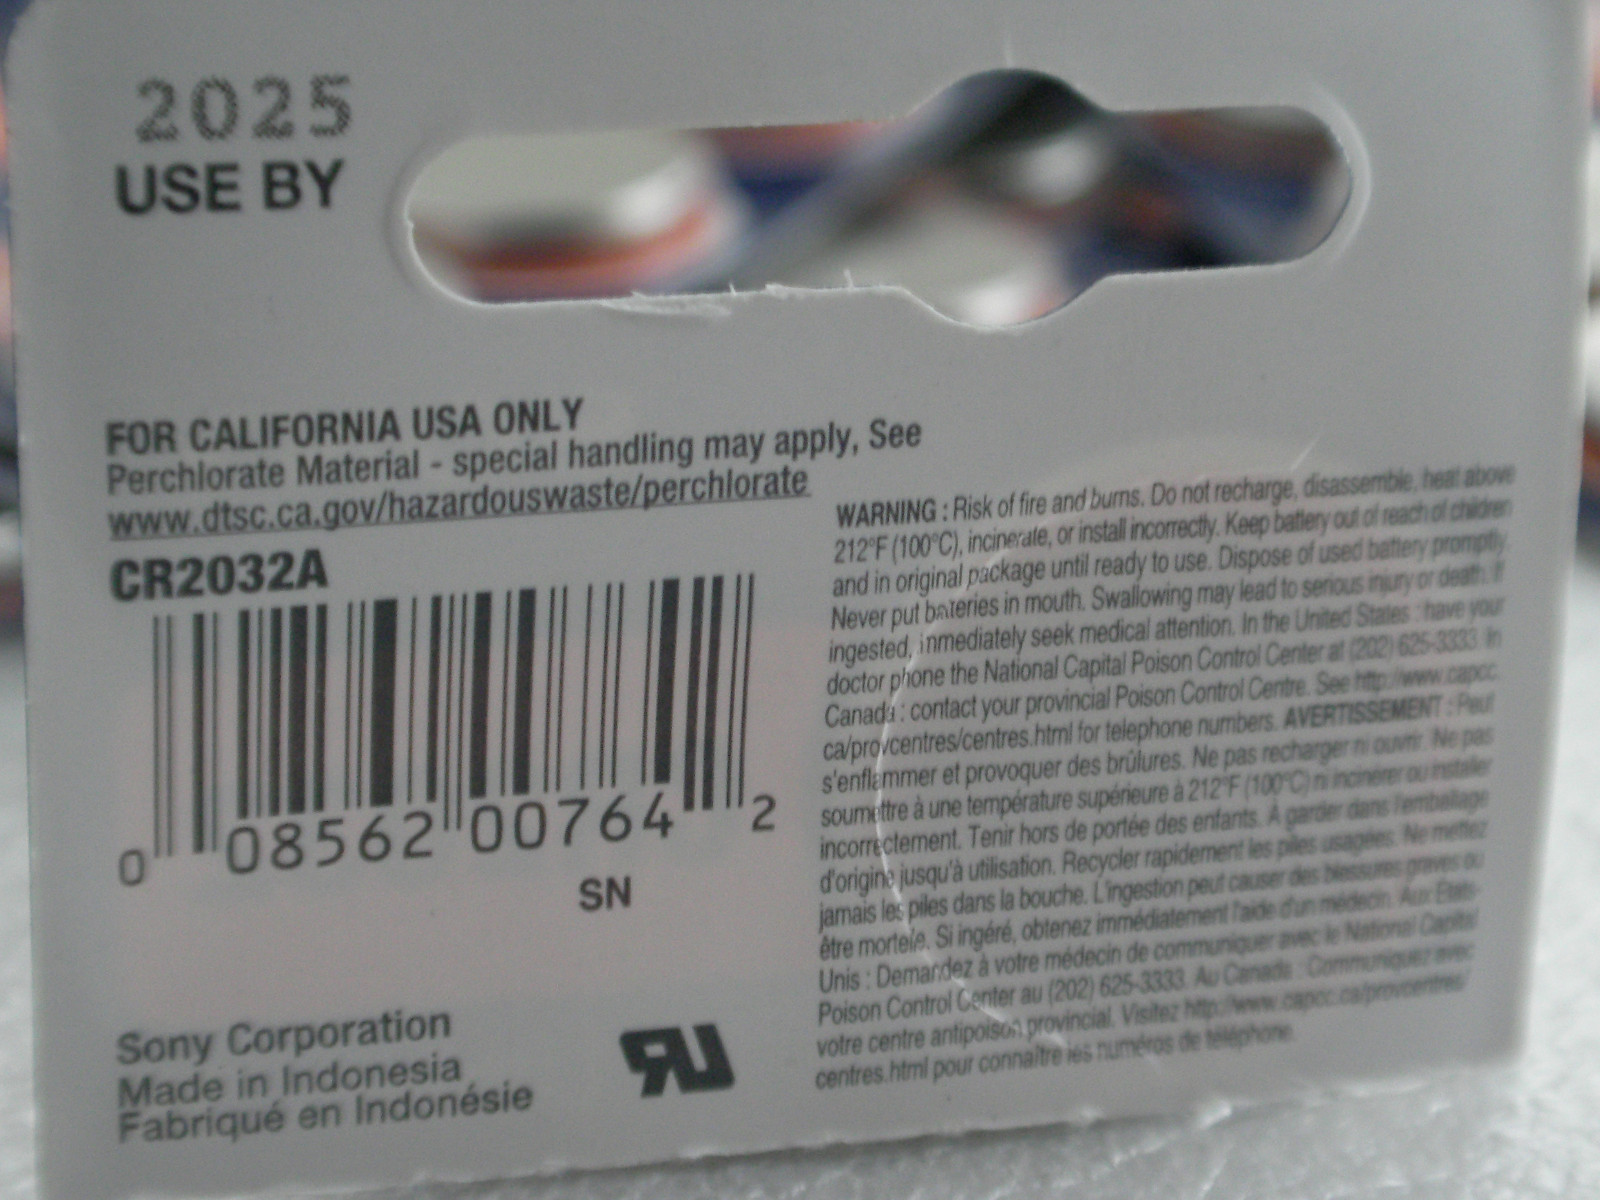 2025
USE BY
FOR CALIFORNIA USA ONLY
Perchlorate Material - special handling may apply, See
www.dtsc.ca.gov/hazardouswaste/perchlorate
CR2032A
0 08562 00764 2
SN
Sony Corporation
Made in Indonesia
Fabriqué en Indonésie
RU
WARNING : Risk of fire and burns. Do not recharge, disassemble, heat above
212°F (100°C), incinerate, or install incorrectly. Keep battery out of reach of children
and in original package until ready to use. Dispose of used battery promptly.
Never put batteries in mouth. Swallowing may lead to serious injury or death. If
ingested, immediately seek medical attention. In the United States : have your
doctor phone the National Capital Poison Control Center at (202) 625-3333. In
Canada : contact your provincial Poison Control Centre. See http://www.capcc.
ca/provcentres/centres.html for telephone numbers. AVERTISSEMENT : Peut
s'enflammer et provoquer des brûlures. Ne pas recharger ni ouvrir. Ne pas
soumettre à une température supérieure à 212°F (100°C) ni incinérer ou installer
incorrectement. Tenir hors de portée des enfants. À garder dans l'emballage
d'origine jusqu'à utilisation. Recycler rapidement les piles usagées. Ne mettez
jamais les piles dans la bouche. L'ingestion peut causer des blessures graves ou
être mortelle. Si ingéré, obtenez immédiatement l'aide d'un médecin. Aux États-
Unis : Demandez à votre médecin de communiquer avec le National Capital
Poison Control Center au (202) 625-3333. Au Canada : Communiquez avec
votre centre antipoison provincial. Visitez http://www.capcc.ca/provcentres/
centres.html pour connaître les numéros de téléphone.